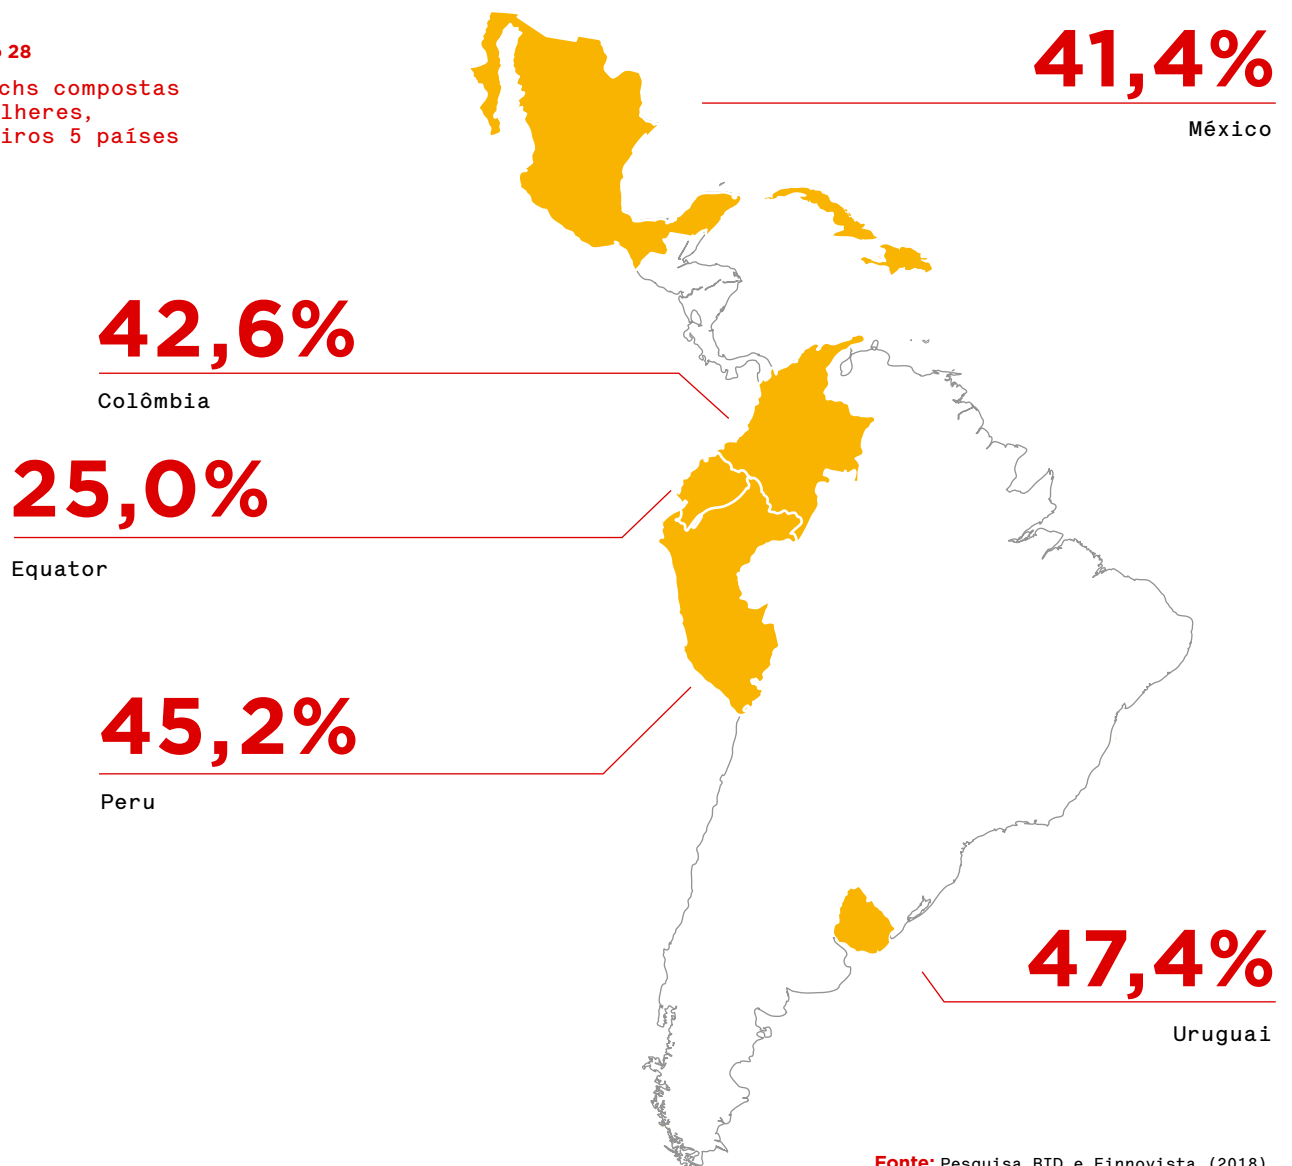 28
chs compostas
lheres,
iros 5 países
41,4%
México
42,6%
Colômbia
25,0%
Equator
45,2%
Peru
47,4%
Uruguai
Fonte: Pesquisa BID e Finnovista (2018)